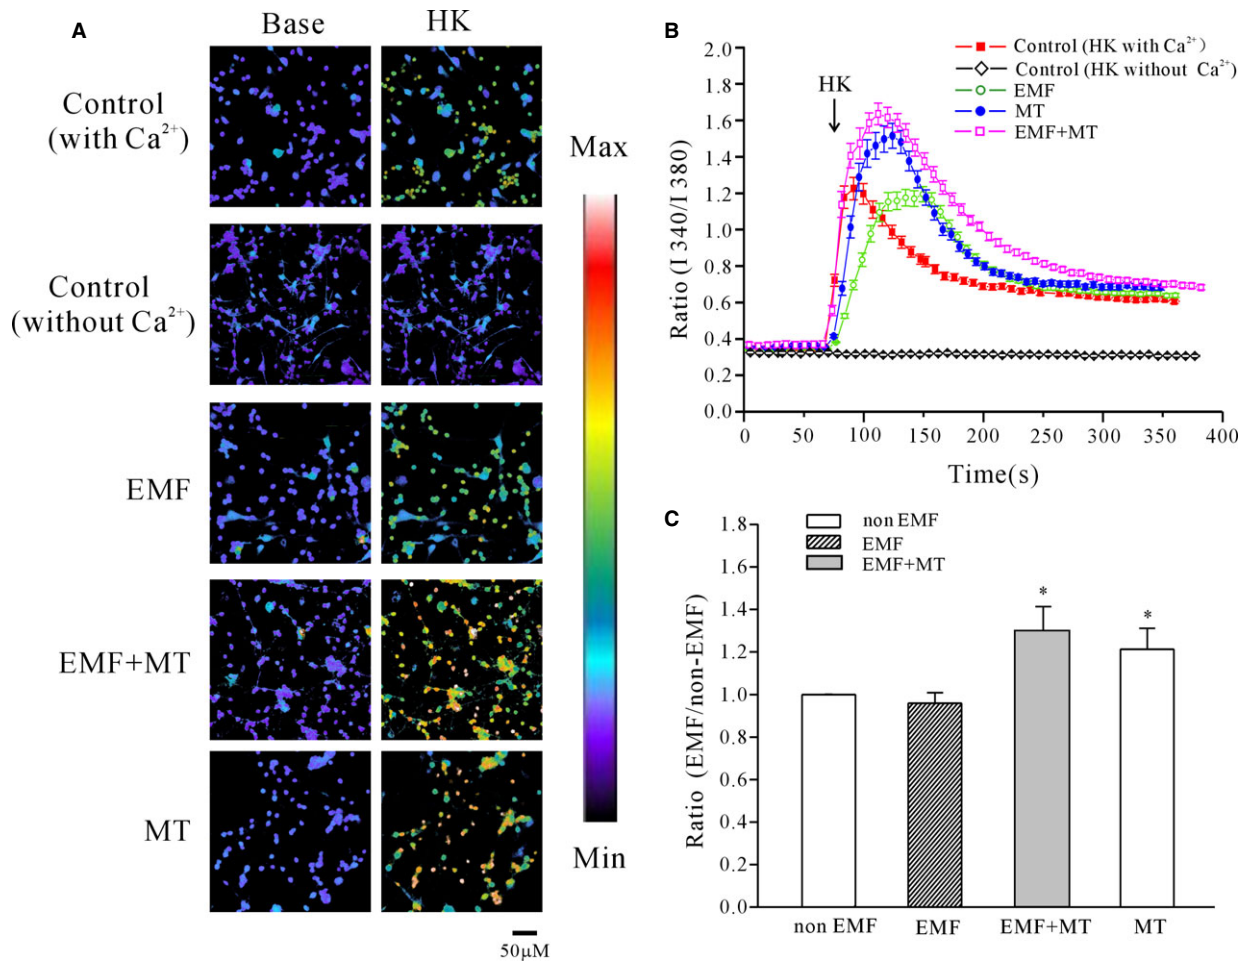 A
Base HK
Control
(with Ca²⁺)
Control
(without Ca²⁺)
EMF
EMF+MT
MT
50μM
Max
Min
B
2.0
1.8
1.6
1.4
1.2
1.0
0.8
0.6
0.4
0.2
0.0
Ratio (I 340/I 380)
HK
Control (HK with Ca²⁺)
Control (HK without Ca²⁺)
EMF
MT
EMF+MT
0 50 100 150 200 250 300 350 400
Time(s)
C
1.8
1.6
1.4
1.2
1.0
0.8
0.6
0.4
0.2
0.0
Ratio (EMF/non-EMF)
non EMF
EMF
EMF+MT
* *
non EMF EMF EMF+MT MT